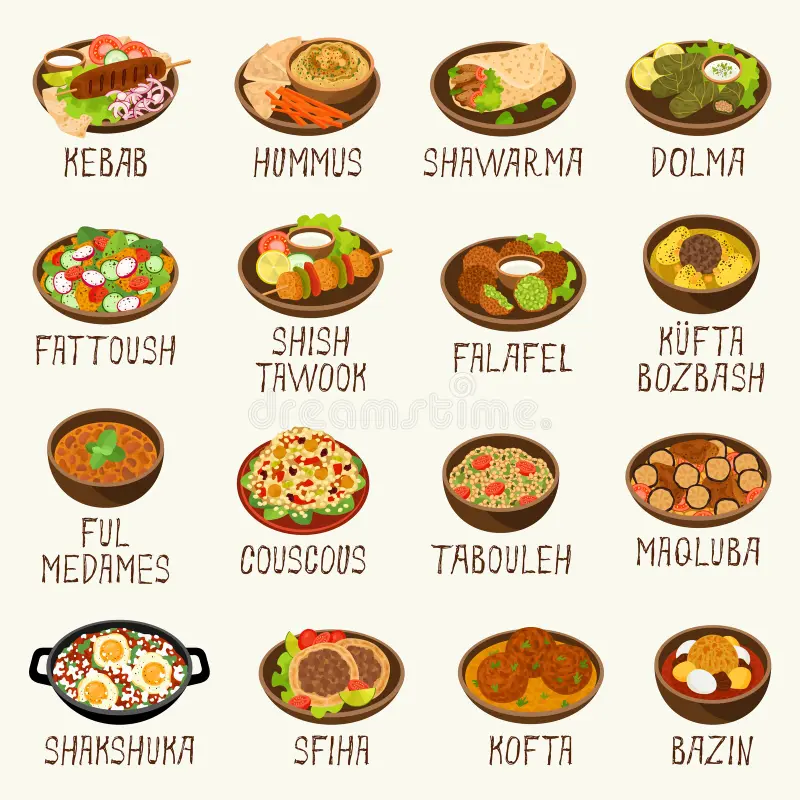 KEBAB
HUMMUS
SHAWARMA
DOLMA
FATTOUSH
SHISH
TAWOOK
FALAFEL
KÜFTA
BOZBASH
dreamstime.
FUL
MEDAMES
COUSCOUS
TABOULEH
MAQLUBA
SHAKSHUKA
SFIHA
KOFTA
BAZIN